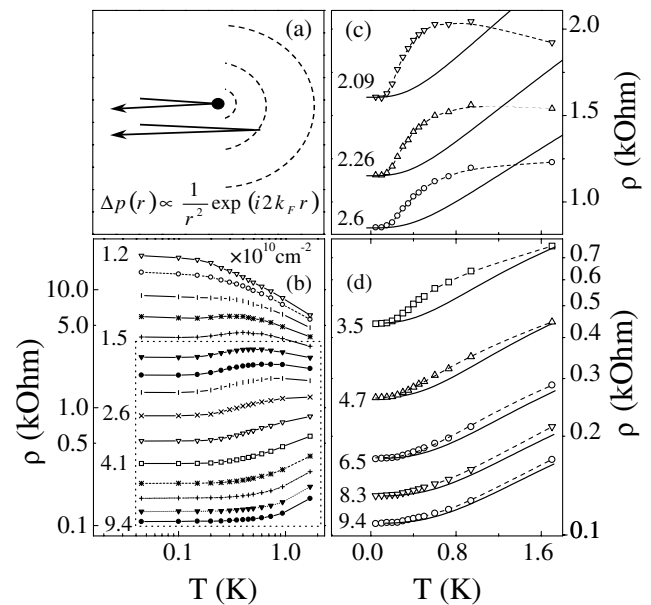 (a)
Δp(r)∝ 1/r² exp (i2k_F r)
(c)
2.0
1.5
1.0
2.09
2.26
2.6
ρ (kOhm)
1.2
×10¹⁰cm⁻²
(b)
10.0
5.0
1.0
0.5
0.1
1.5
2.6
4.1
9.4
ρ (kOhm)
0.1 1.0
T (K)
(d)
3.5
4.7
6.5
8.3
9.4
0.7
0.6
0.5
0.4
0.3
0.2
0.1
ρ (kOhm)
0.0 0.8 1.6
T (K)